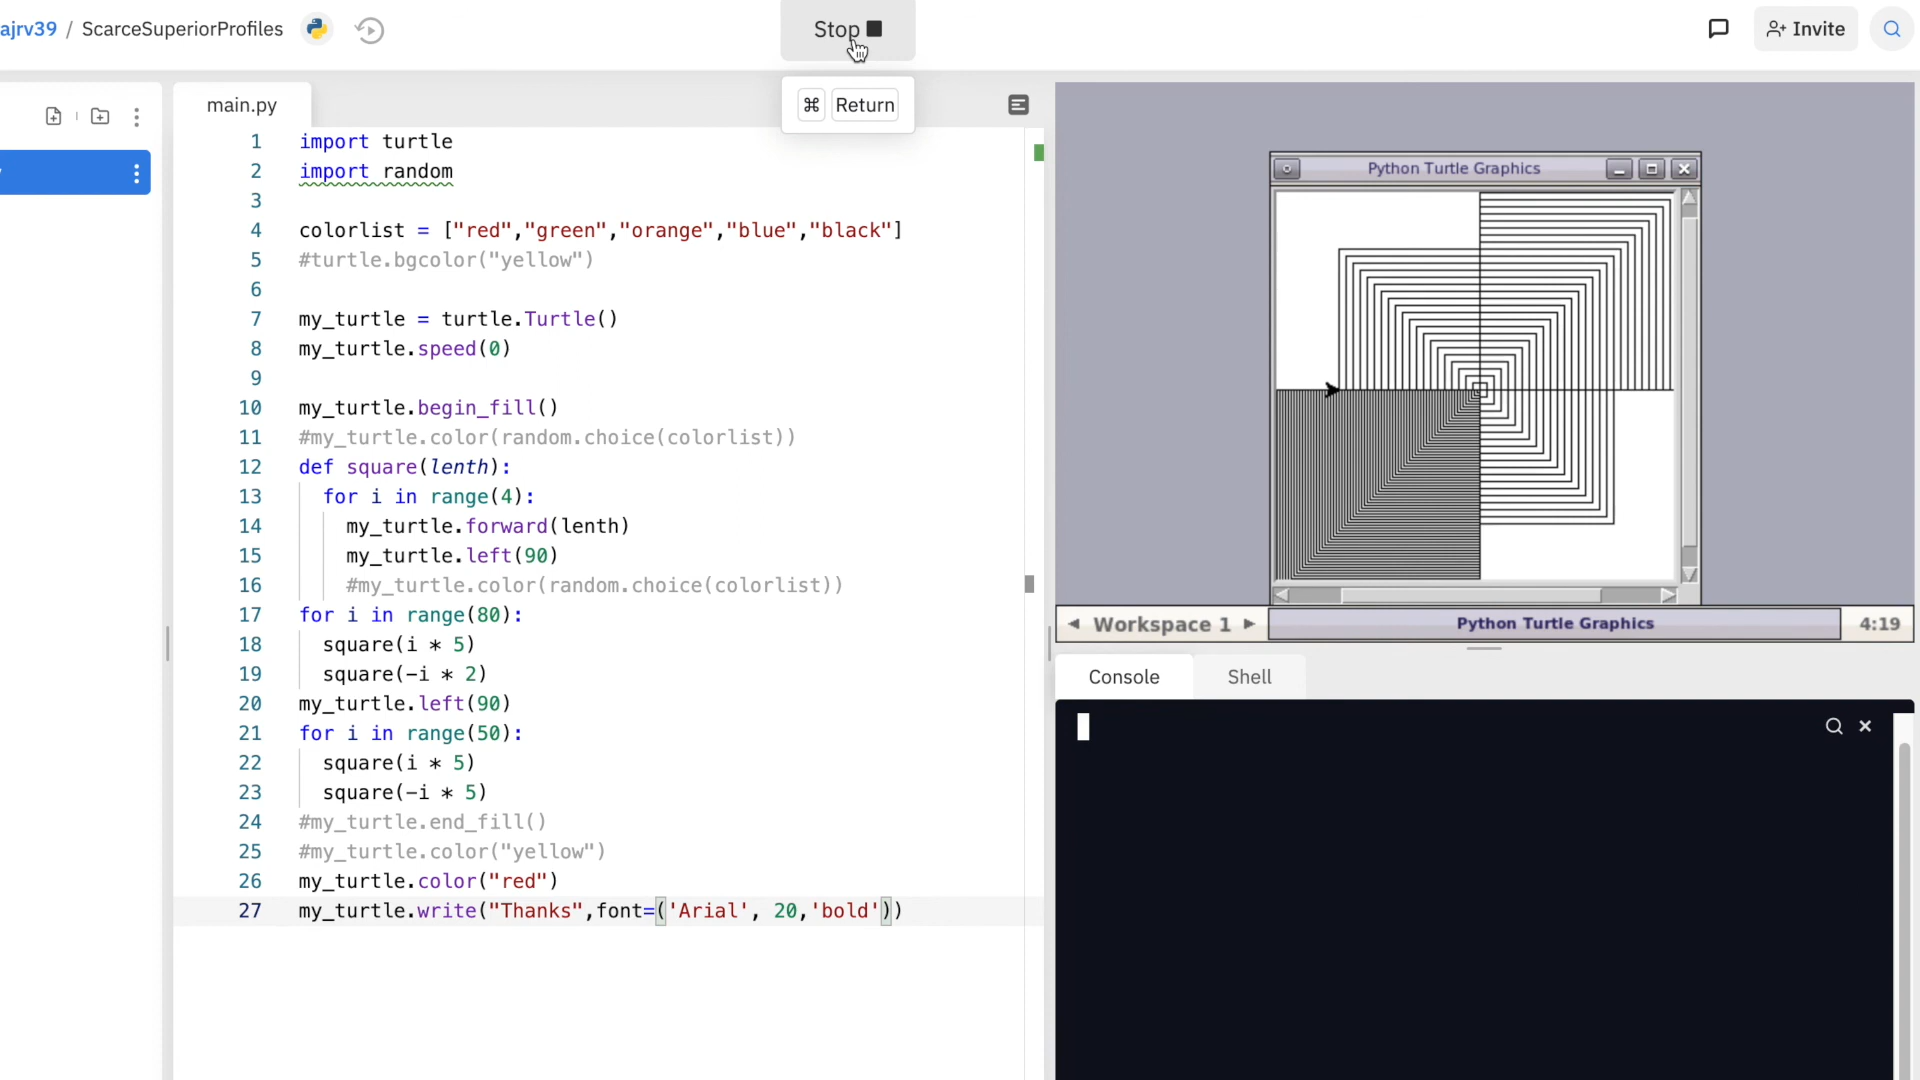 ajrv39 / ScarceSuperiorProfiles
Stop
Invite
⌘ Return
main.py
1 import turtle
2 import random
3
4 colorlist = ["red","green","orange","blue","black"]
5 #turtle.bgcolor("yellow")
6
7 my_turtle = turtle.Turtle()
8 my_turtle.speed(0)
9
10 my_turtle.begin_fill()
11 #my_turtle.color(random.choice(colorlist))
12 def square(lenth):
13 for i in range(4):
14 my_turtle.forward(lenth)
15 my_turtle.left(90)
16 #my_turtle.color(random.choice(colorlist))
17 for i in range(80):
18 square(i * 5)
19 square(-i * 2)
20 my_turtle.left(90)
21 for i in range(50):
22 square(i * 5)
23 square(-i * 5)
24 #my_turtle.end_fill()
25 #my_turtle.color("yellow")
26 my_turtle.color("red")
27 my_turtle.write("Thanks",font=('Arial', 20,'bold'))
Python Turtle Graphics
Workspace 1
Python Turtle Graphics
4:19
Console
Shell